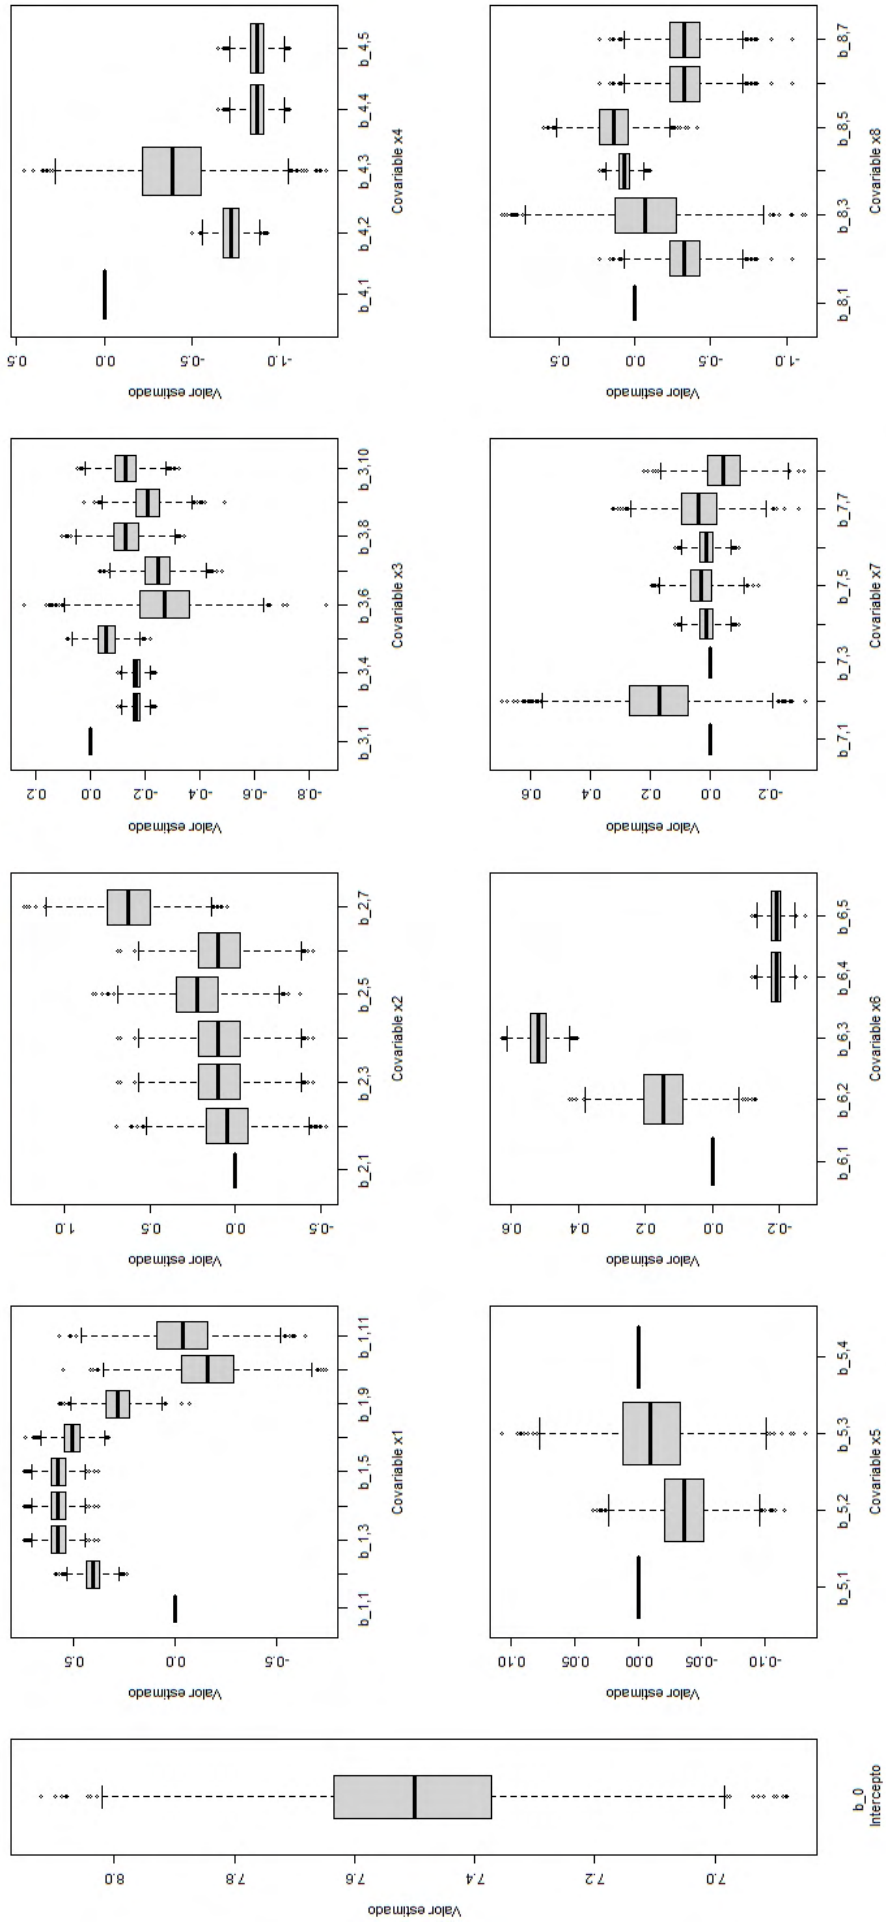 Valor estimado
8.0
7.8
7.6
7.4
7.2
7.0
b_0
Intercepto
Valor estimado
0.5
0.0
-0.5
b_1,1 b_1,3 b_1,5 b_1,9 b_1,11
Covariable x1
Valor estimado
1.0
0.5
0.0
-0.5
b_2,1 b_2,3 b_2,5 b_2,7
Covariable x2
Valor estimado
0.2
0.0
-0.2
-0.4
-0.6
-0.8
b_3,1 b_3,4 b_3,6 b_3,8 b_3,10
Covariable x3
Valor estimado
0.5
0.0
-0.5
-1.0
b_4,1 b_4,2 b_4,3 b_4,4 b_4,5
Covariable x4
Valor estimado
0.10
0.05
0.00
-0.05
-0.10
b_5,1 b_5,2 b_5,3 b_5,4
Covariable x5
Valor estimado
0.6
0.4
0.2
0.0
-0.2
b_6,1 b_6,2 b_6,3 b_6,4 b_6,5
Covariable x6
Valor estimado
0.6
0.4
0.2
0.0
-0.2
b_7,1 b_7,3 b_7,5 b_7,7
Covariable x7
Valor estimado
0.5
0.0
-0.5
-1.0
b_8,1 b_8,3 b_8,5 b_8,7
Covariable x8